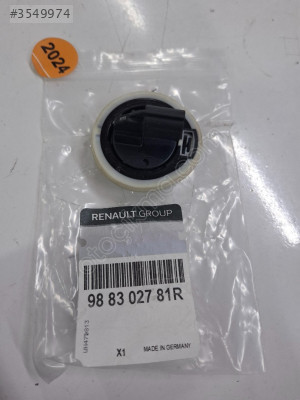 #3549974
2024
RENAULT GROUP
98 83 027 81R
X1 MADE IN GERMANY